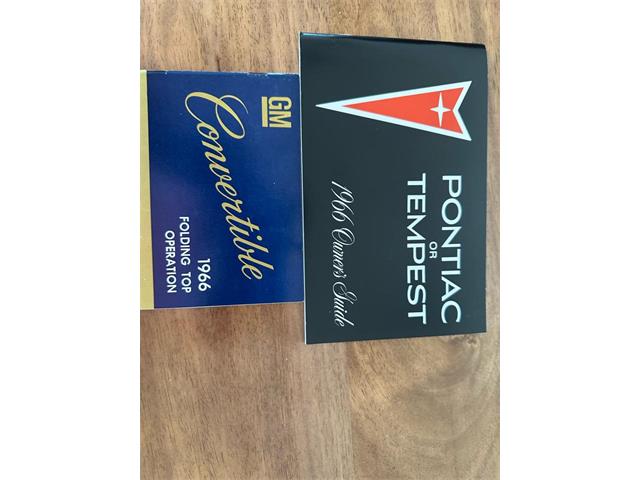 PONTIAC
OR
TEMPEST
1966 Owner's Guide
GM
Convertible
1966
FOLDING TOP
OPERATION